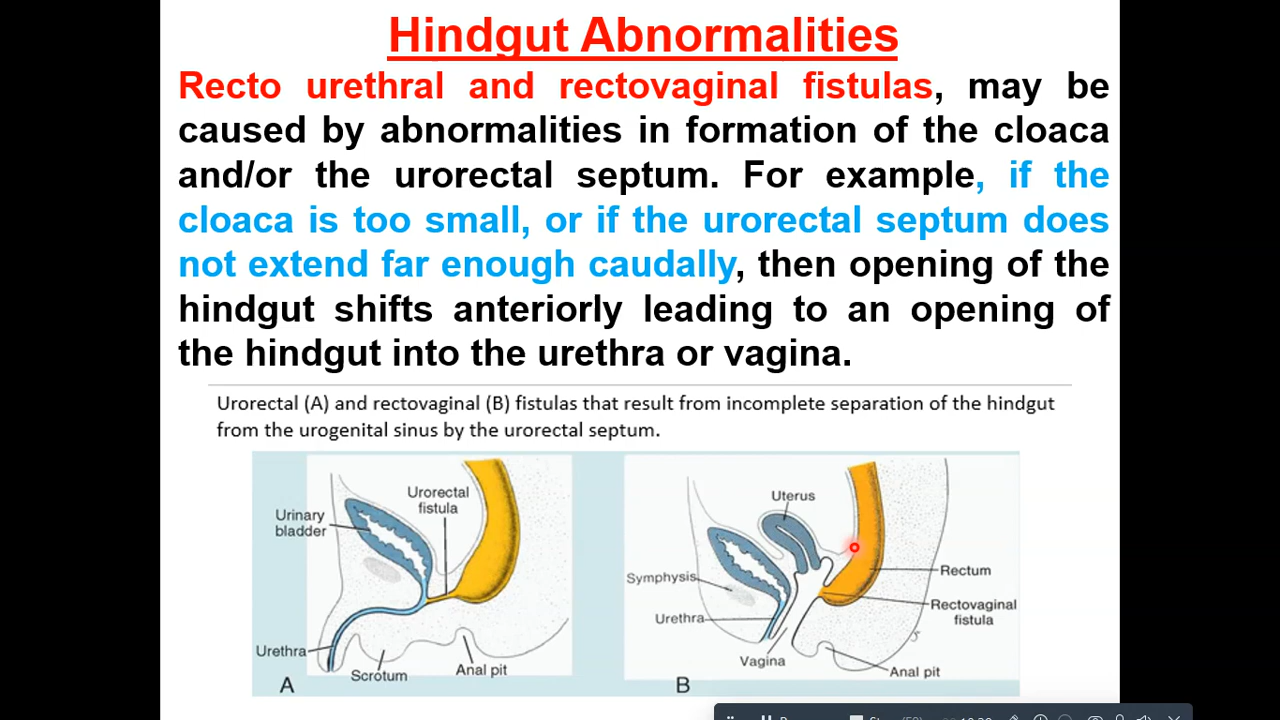 Hindgut Abnormalities
Recto urethral and rectovaginal fistulas, may be
caused by abnormalities in formation of the cloaca
and/or the urorectal septum. For example, if the
cloaca is too small, or if the urorectal septum does
not extend far enough caudally, then opening of the
hindgut shifts anteriorly leading to an opening of
the hindgut into the urethra or vagina.
Urorectal (A) and rectovaginal (B) fistulas that result from incomplete separation of the hindgut
from the urogenital sinus by the urorectal septum.
Urorectal
fistula
Urinary
bladder
Urethra
Scrotum
Anal pit
A
Uterus
Symphysis
Urethra
Vagina
Rectum
Rectovaginal
fistula
Anal pit
B